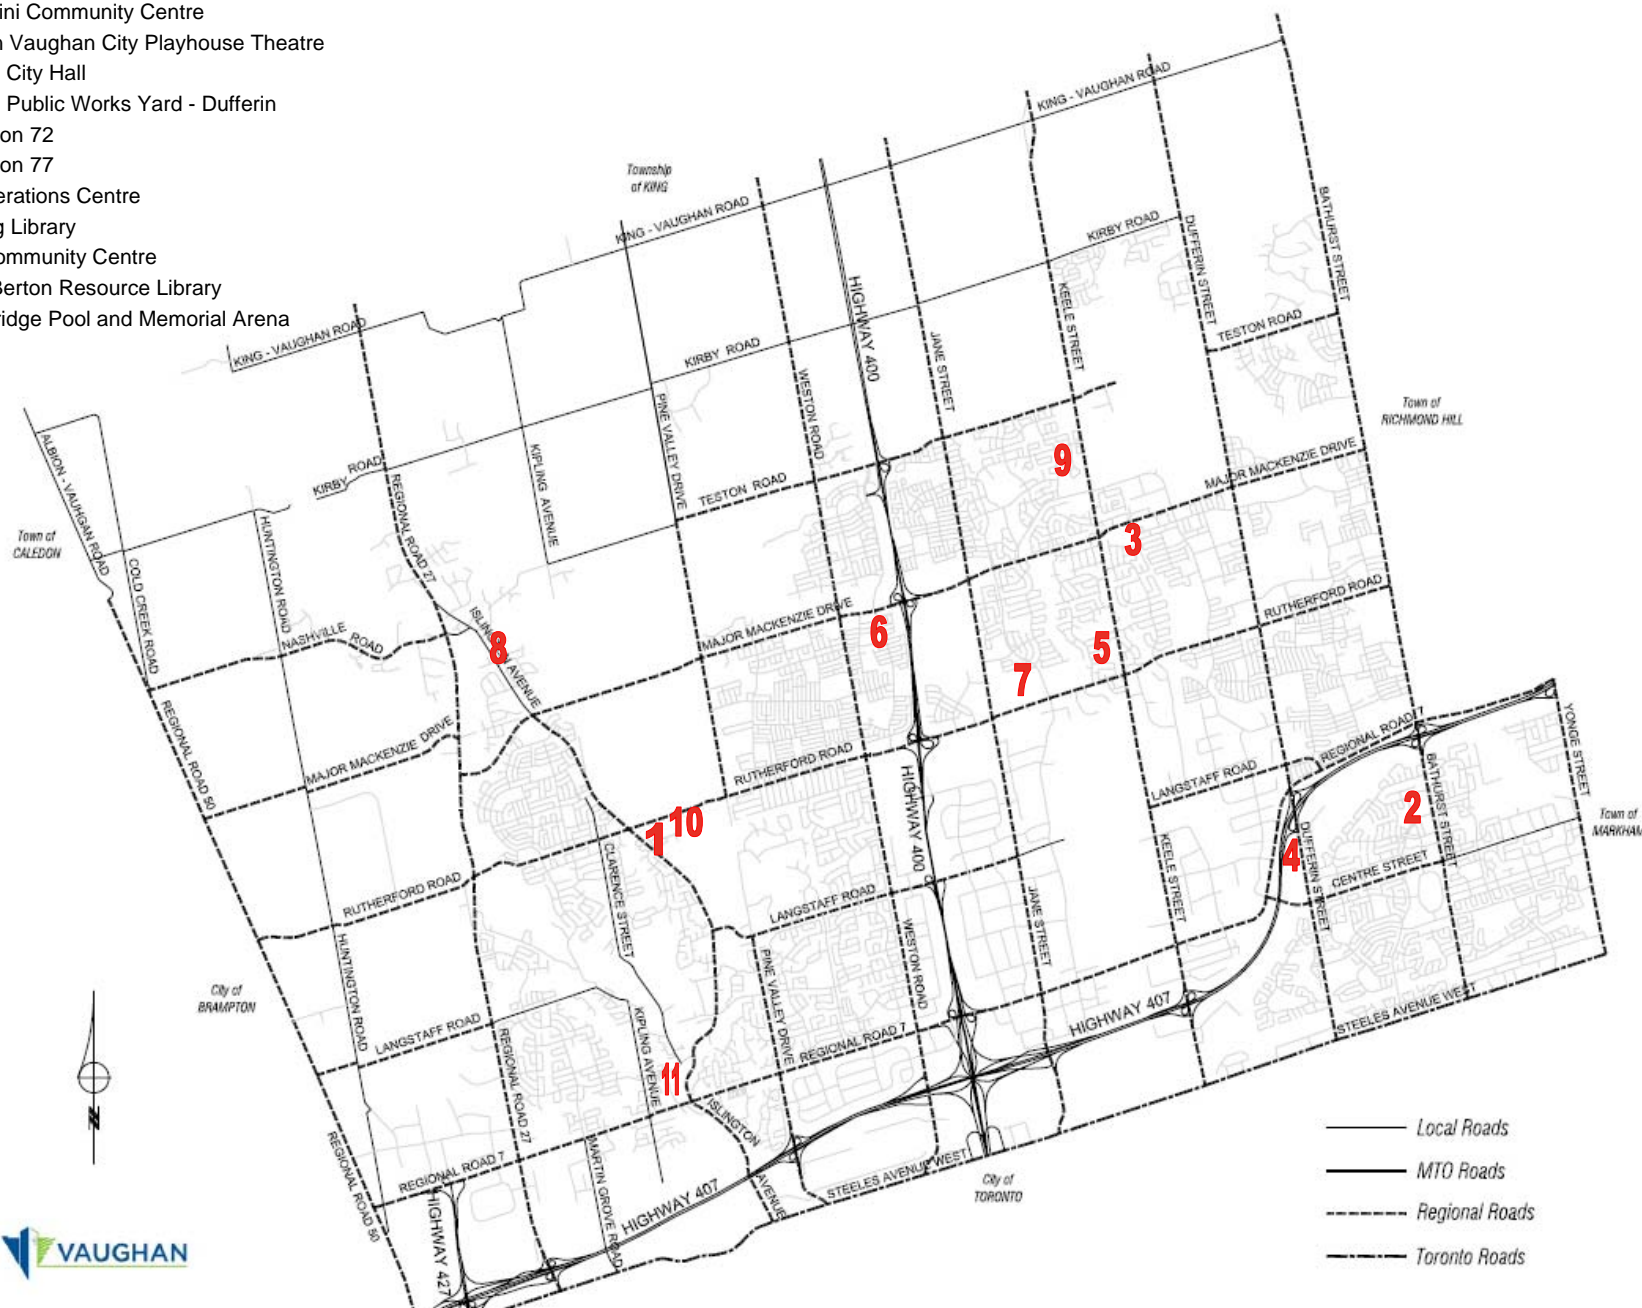 ini Community Centre
n Vaughan City Playhouse Theatre
City Hall
Public Works Yard - Dufferin
on 72
on 77
erations Centre
g Library
ommunity Centre
Berton Resource Library
ridge Pool and Memorial Arena
Township
of KING
KING - VAUGHAN ROAD
KING - VAUGHAN ROAD
KING - VAUGHAN ROAD
KIRBY ROAD
KIRBY ROAD
KIRBY ROAD
BATHURST STREET
DUFFERIN STREET
KEELE STREET
HIGHWAY 400
JANE STREET
WESTON ROAD
PINE VALLEY DRIVE
KIPLING AVENUE
REGIONAL ROAD 27
HUNTINGTON ROAD
COLD CREEK ROAD
ALBION - VAUHGAN ROAD
Town of
CALEDON
TESTON ROAD
TESTON ROAD
Town of
RICHMOND HILL
9
MAJOR MACKENZIE DRIVE
3
NASHVILLE ROAD
ISLINGTON AVENUE
8
MAJOR MACKENZIE DRIVE
6
5
7
RUTHERFORD ROAD
REGIONAL ROAD 50
MAJOR MACKENZIE DRIVE
RUTHERFORD ROAD
HIGHWAY 400
LANGSTAFF ROAD
REGIONAL ROAD 7
YONGE STREET
BATHURST STREET
2
Town of
MARKHAM
1
10
4
DUFFERIN STREET
CENTRE STREET
KEELE STREET
RUTHERFORD ROAD
CLARENCE STREET
LANGSTAFF ROAD
JANE STREET
WESTON ROAD
PINE VALLEY DRIVE
HUNTINGTON ROAD
City of
BRAMPTON
LANGSTAFF ROAD
REGIONAL ROAD 27
KIPLING AVENUE
11
REGIONAL ROAD 7
HIGHWAY 407
STEELES AVENUE WEST
ISLINGTON AVENUE
MARTIN GROVE ROAD
REGIONAL ROAD 7
REGIONAL ROAD 50
HIGHWAY 427
HIGHWAY 407
STEELES AVENUE WEST
City of
TORONTO
N
Local Roads
MTO Roads
Regional Roads
Toronto Roads
VAUGHAN